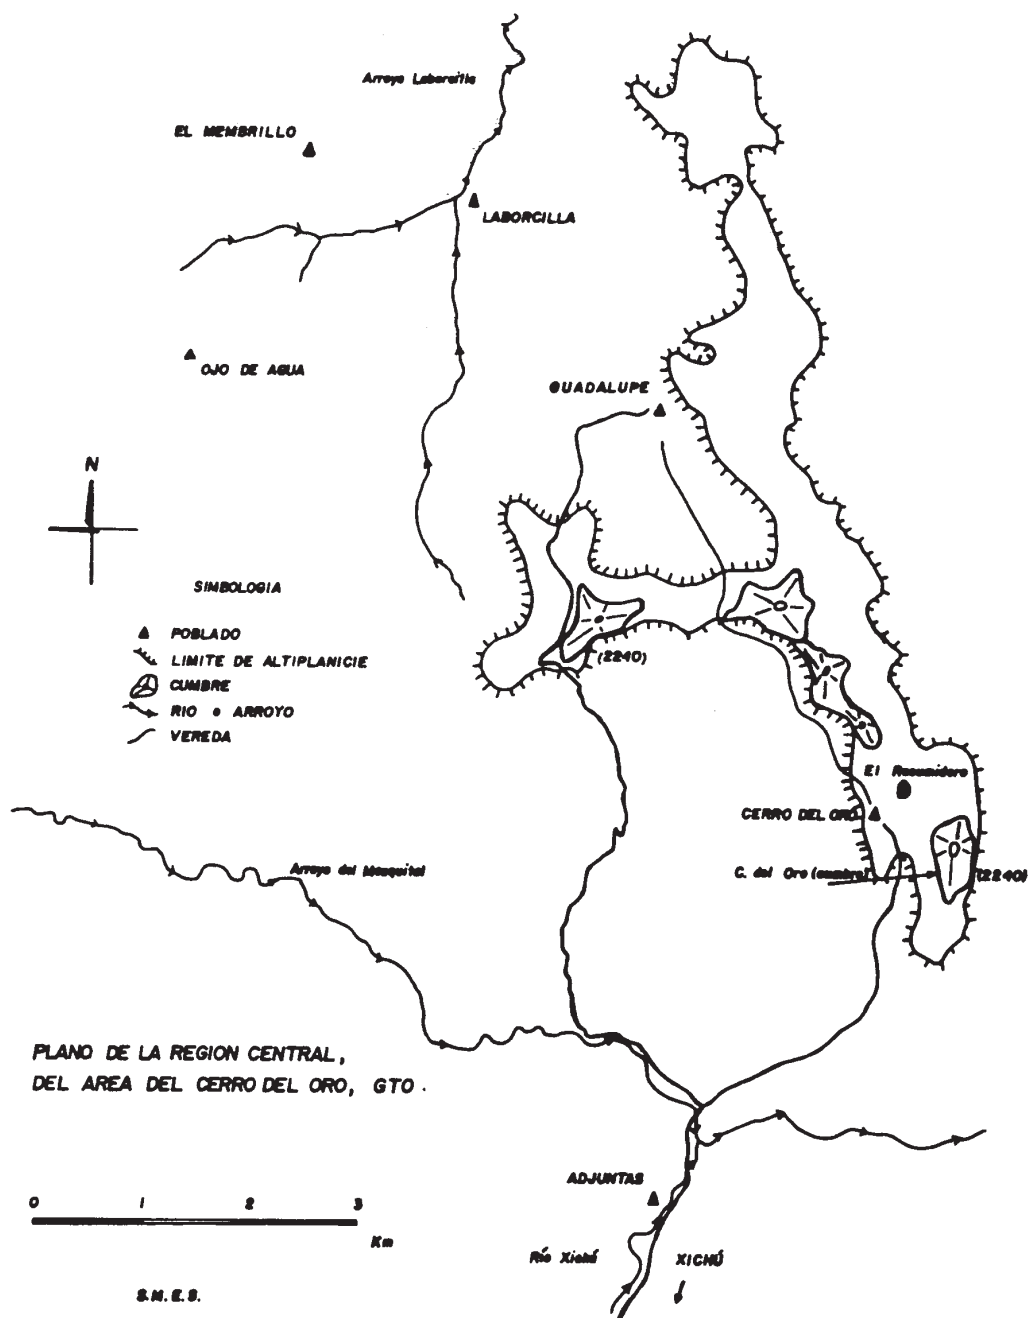 Arroyo Laborcilla
EL MEMBRILLO
LABORCILLA
OJO DE AGUA
GUADALUPE
N
SIMBOLOGIA
(2240)
POBLADO
LIMITE DE ALTIPLANICIE
CUMBRE
RIO o ARROYO
VEREDA
El Resumidero
CERRO DEL ORO
Arroyo del Mezquital
C. del Oro (cumbre)
(2240)
PLANO DE LA REGION CENTRAL,
DEL AREA DEL CERRO DEL ORO, GTO.
ADJUNTAS
0 1 2 3
Km
Río Xichú
XICHÚ
S.M.E.S.